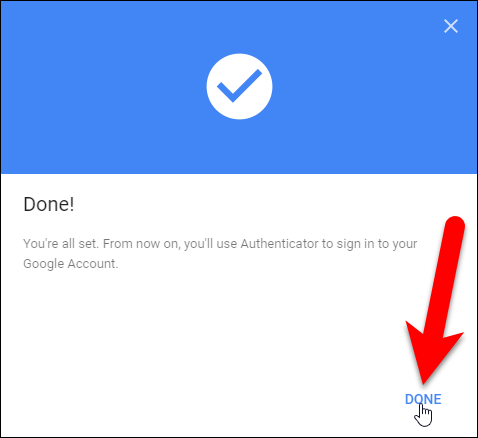 Done!
You're all set. From now on, you'll use Authenticator to sign in to your
Google Account.
DONE